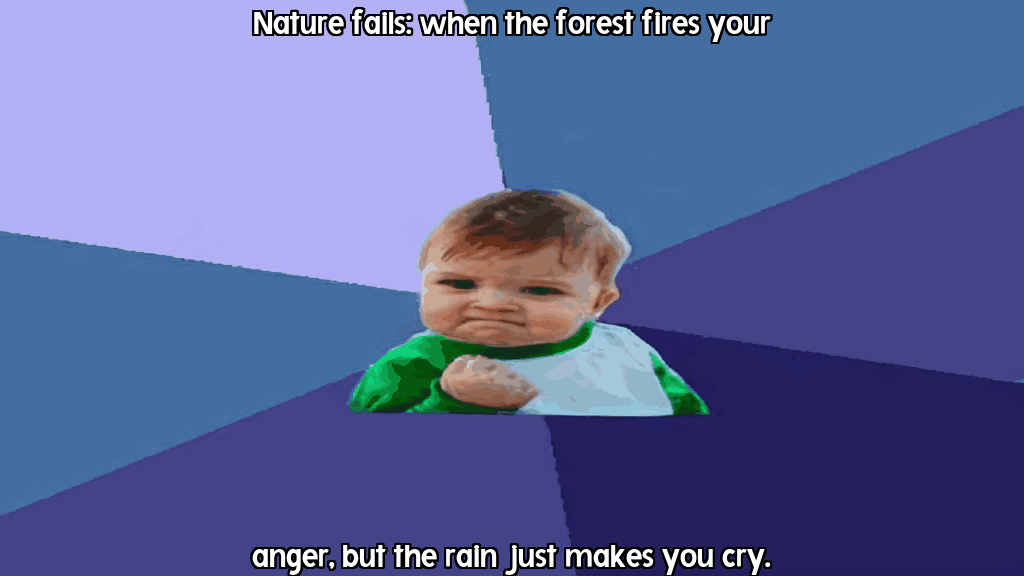 Nature fails: when the forest fires your
anger, but the rain just makes you cry.